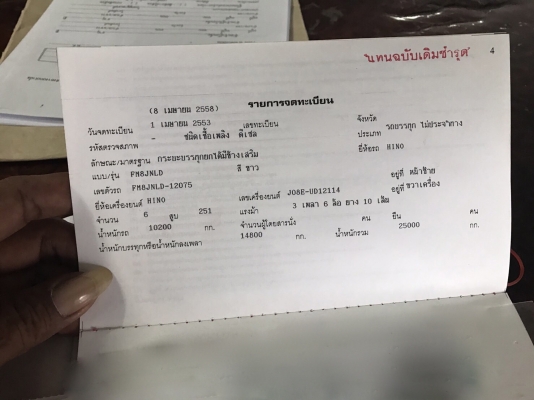 "แทนฉบับเดิมชำรุด" 4
(8 เมษายน 2558) รายการจดทะเบียน
วันจดทะเบียน 1 เมษายน 2553 เลขทะเบียน จังหวัด
รหัสตรวจสภาพ - ชนิดเชื้อเพลิง ดีเซล ประเภท รถบรรทุก ไม่ประจำทาง
ลักษณะ/มาตรฐาน กระบะบรรทุกยกได้มีข้างเสริม ยี่ห้อรถ HINO
แบบ/รุ่น FM8JNLD สี ขาว
เลขตัวรถ FM8JNLD-12075 อยู่ที่ คัสซีซ้าย
ยี่ห้อเครื่องยนต์ HINO เลขเครื่องยนต์ J08E-UD12114 อยู่ที่ ขวาเครื่อง
จำนวน 6 สูบ 251 แรงม้า 3 เพลา 6 ล้อ ยาง 10 เส้น
น้ำหนักรถ 10200 กก. จำนวนผู้โดยสารนั่ง คน ยืน คน
น้ำหนักบรรทุกหรือน้ำหนักลงเพลา 14800 กก. น้ำหนักรวม 25000 กก.